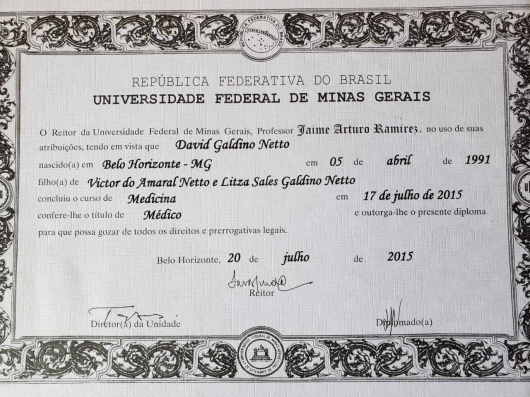 REPÚBLICA FEDERATIVA DO BRASIL
UNIVERSIDADE FEDERAL DE MINAS GERAIS
O Reitor da Universidade Federal de Minas Gerais, Professor Jaime Arturo Ramirez, no uso de suas
atribuições, tendo em vista que David Galdino Netto
nascido(a) em Belo Horizonte - MG em 05 de abril de 1991
filho(a) de Victor do Amaral Netto e Litza Sales Galdino Netto
concluiu o curso de Medicina em 17 de julho de 2015
confere-lhe o título de Médico e outorga-lhe o presente diploma
para que possa gozar de todos os direitos e prerrogativas legais.
Belo Horizonte, 20 de julho de 2015
Reitor
Diretor(a) da Unidade Diplomado(a)